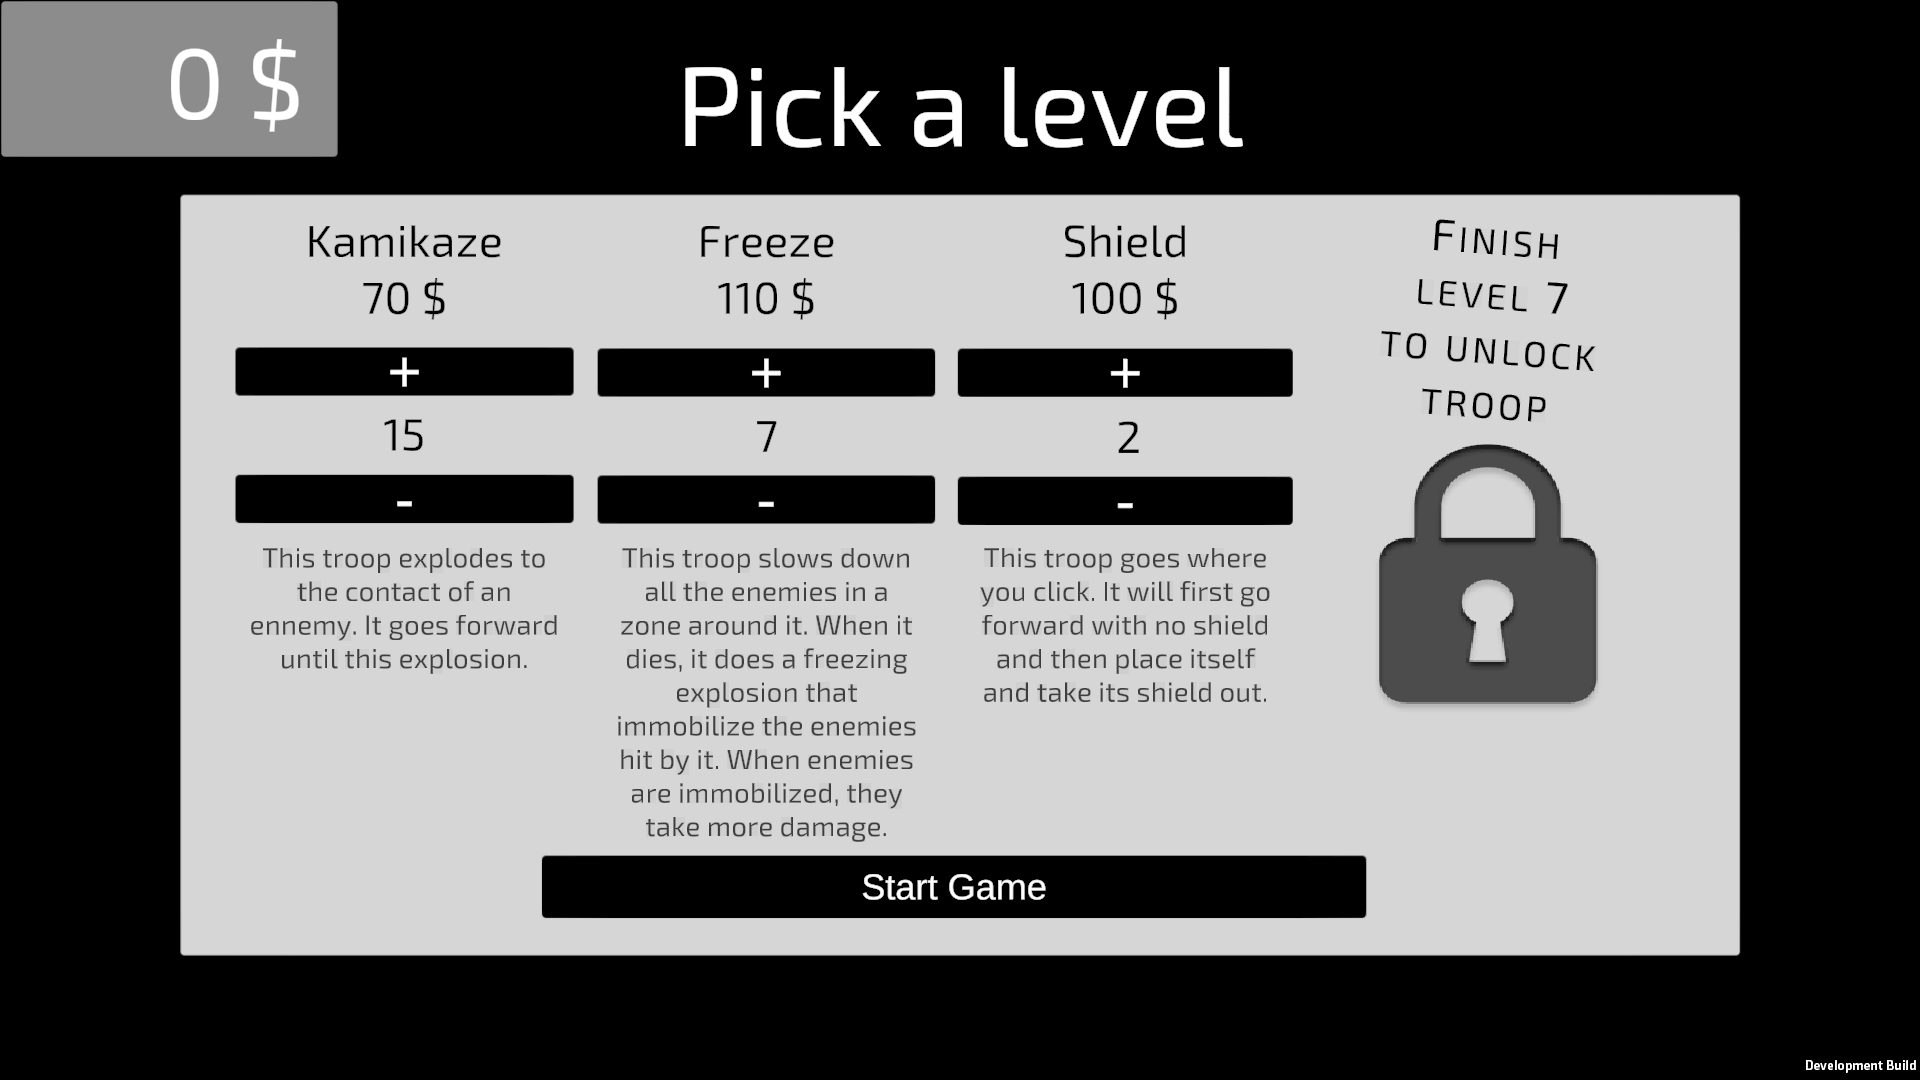 0 $
Pick a level
Kamikaze
70 $
+
15
-
This troop explodes to
the contact of an
ennemy. It goes forward
until this explosion.
Freeze
110 $
+
7
-
This troop slows down
all the enemies in a
zone around it. When it
dies, it does a freezing
explosion that
immobilize the enemies
hit by it. When enemies
are immobilized, they
take more damage.
Shield
100 $
+
2
-
This troop goes where
you click. It will first go
forward with no shield
and then place itself
and take its shield out.
FINISH
LEVEL 7
TO UNLOCK
TROOP
Start Game
Development Build